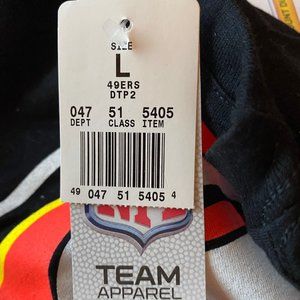 SIZE
L
49ERS
DTP2
047 51 5405
DEPT CLASS ITEM
49 047 51 5405 4
NFL
TEAM
APPAREL